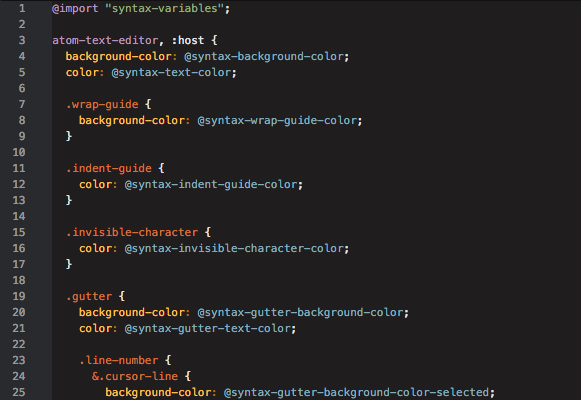 1 @import "syntax-variables";
2
3 atom-text-editor, :host {
4   background-color: @syntax-background-color;
5   color: @syntax-text-color;
6
7   .wrap-guide {
8     background-color: @syntax-wrap-guide-color;
9   }
10
11   .indent-guide {
12     color: @syntax-indent-guide-color;
13   }
14
15   .invisible-character {
16     color: @syntax-invisible-character-color;
17   }
18
19   .gutter {
20     background-color: @syntax-gutter-background-color;
21     color: @syntax-gutter-text-color;
22
23     .line-number {
24       &.cursor-line {
25         background-color: @syntax-gutter-background-color-selected;